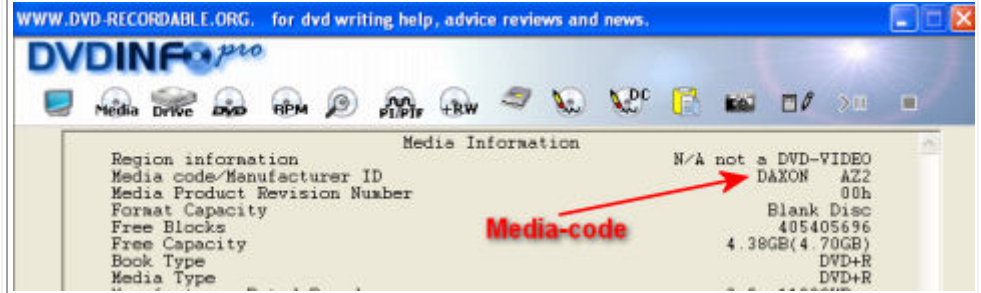 WWW.DVD-RECORDABLE.ORG. for dvd writing help, advice reviews and news.
DVDINFO pro
Media Drive DVD RPM PI/PIF +RW DC
Media Information
Region information N/A not a DVD-VIDEO
Media code/Manufacturer ID DAXON AZ2
Media Product Revision Number 00h
Format Capacity Blank Disc
Free Blocks 405405696
Free Capacity 4.38GB(4.70GB)
Book Type DVD+R
Media Type DVD+R
Media-code